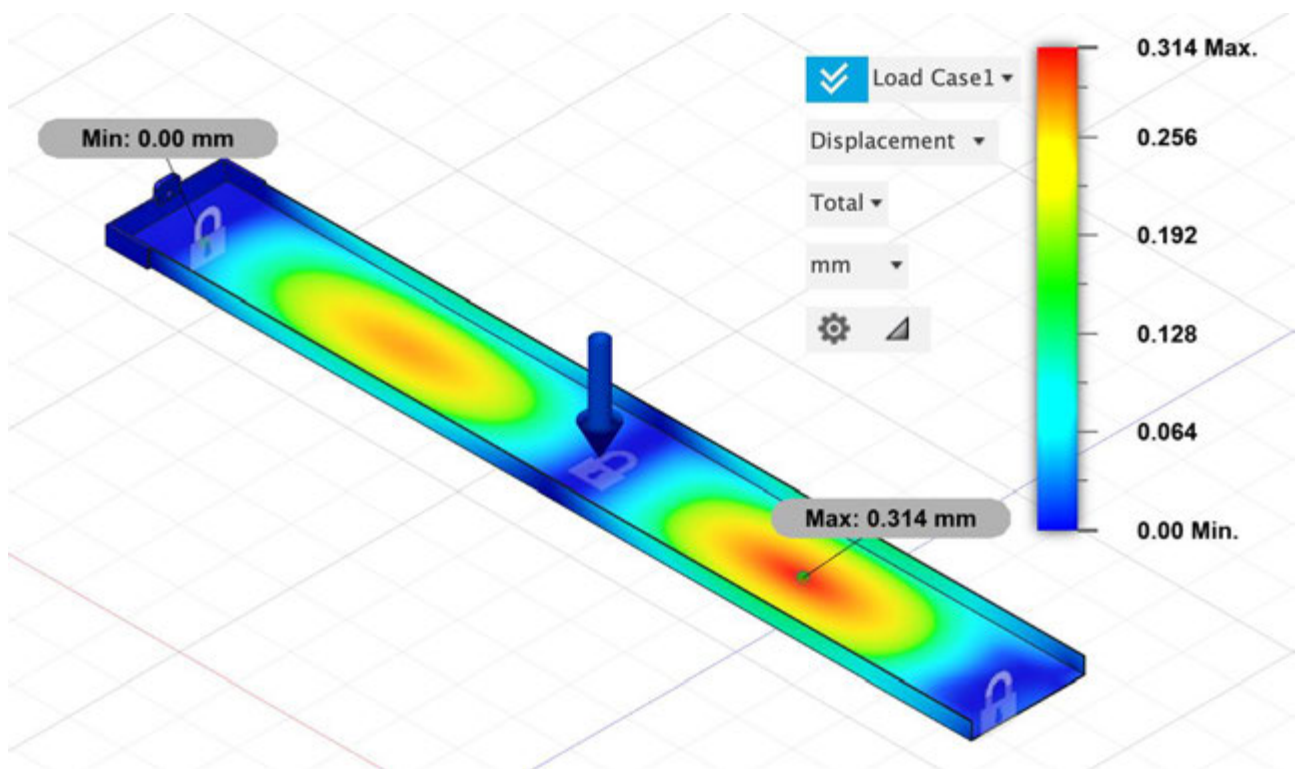 0.314 Max.
Load Case1
Min: 0.00 mm
0.256
Displacement
Total
0.192
mm
0.128
0.064
Max: 0.314 mm
0.00 Min.